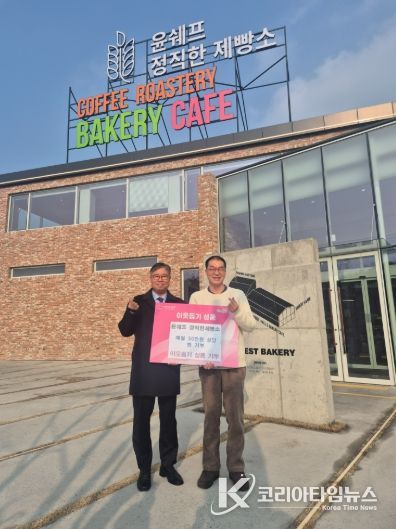 윤쉐프
정직한 제빵소
COFFEE ROASTERY
BAKERY CAFE
이웃돕기 성품
윤쉐프 정직한제빵소
매월 50만원 상당
빵 기부
이웃돕기 성품 기부
EST BAKERY
코리아타임뉴스
Korea Time News